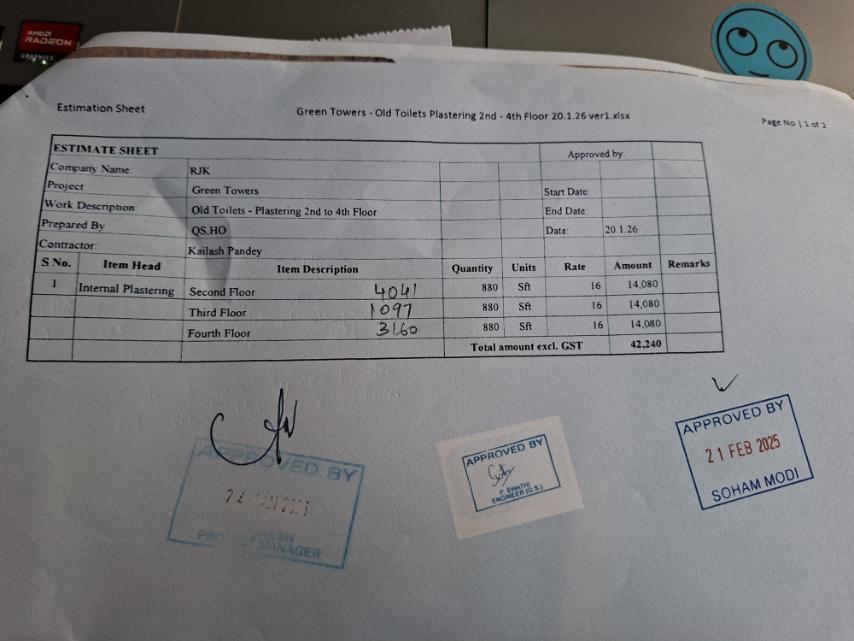 AMD
RADEON
GRAPHICS
Estimation Sheet Green Towers - Old Toilets Plastering 2nd - 4th Floor 20.1.26 ver1.xlsx Page No | 1 of 2
ESTIMATE SHEET Approved by:
Company Name: RJK
Project: Green Towers Start Date:
Work Description: Old Toilets - Plastering 2nd to 4th Floor End Date:
Prepared By QS.HO Date: 20.1.26
Contractor: Kailash Pandey
S No. Item Head Item Description Quantity Units Rate Amount Remarks
1 Internal Plastering Second Floor 4041 880 Sft 16 14,080
Third Floor 1097 880 Sft 16 14,080
Fourth Floor 3160 880 Sft 16 14,080
Total amount excl. GST 42,240
APPROVED BY
PROJECT MANAGER
APPROVED BY
P. SWATHI
ENGINEER (Q.S.)
APPROVED BY
21 FEB 2025
SOHAM MODI